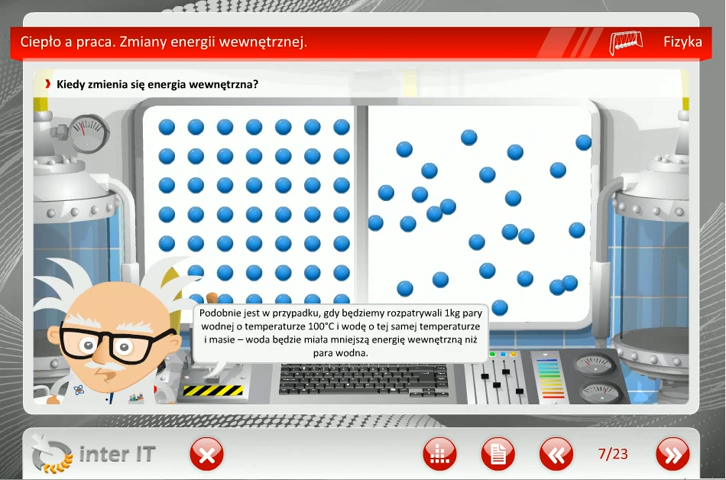 Ciepło a praca. Zmiany energii wewnętrznej.
Fizyka
Kiedy zmienia się energia wewnętrzna?
Podobnie jest w przypadku, gdy będziemy rozpatrywali 1kg pary
wodnej o temperaturze 100°C i wodę o tej samej temperaturze
i masie – woda będzie miała mniejszą energię wewnętrzną niż
para wodna.
inter IT
7/23